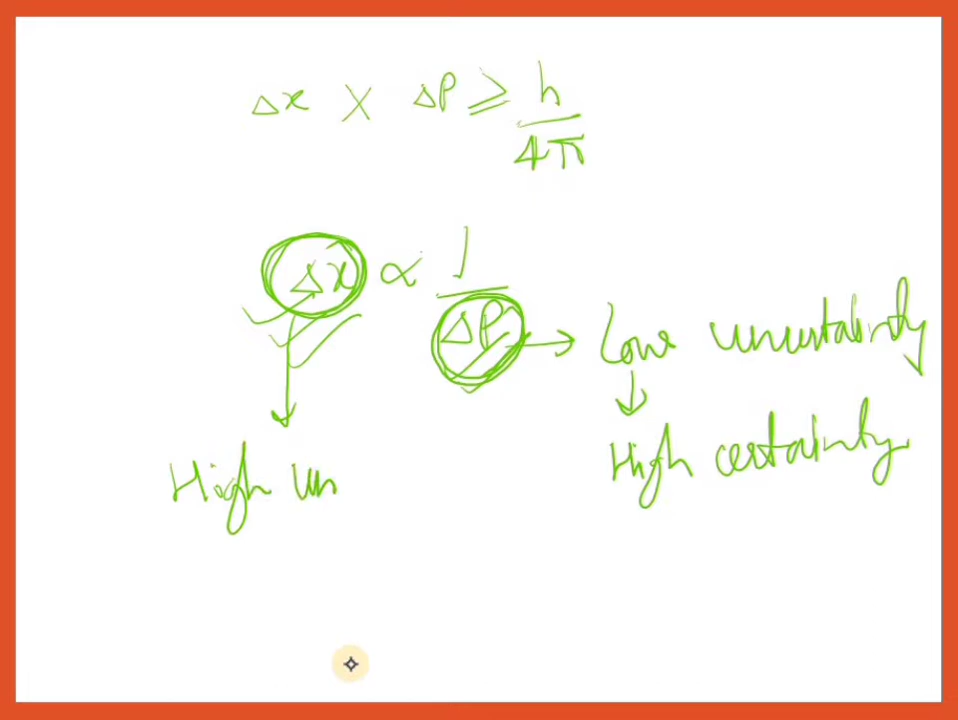 Δx × Δp ≥ h/4π
Δx ∝ 1/Δp → Low uncertainty
↓ High certainty
High un